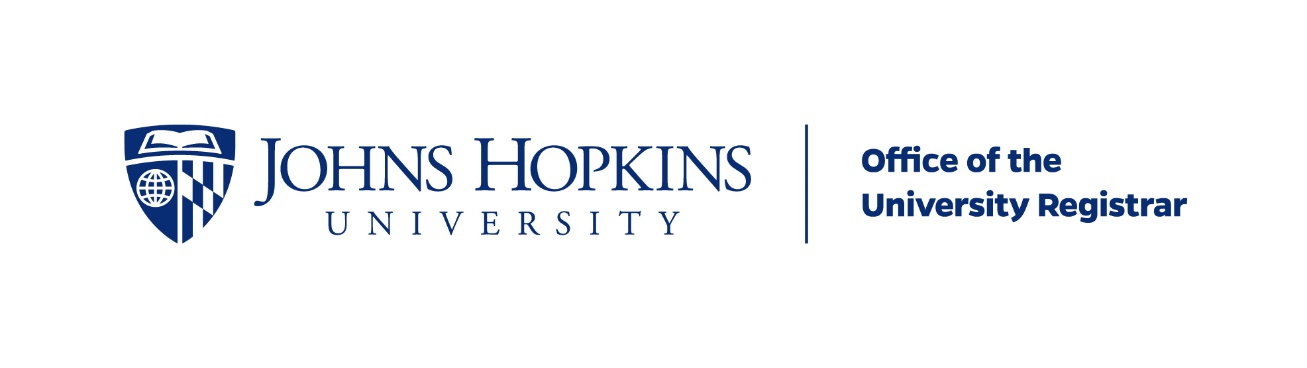 JOHNS HOPKINS
UNIVERSITY
Office of the
University Registrar